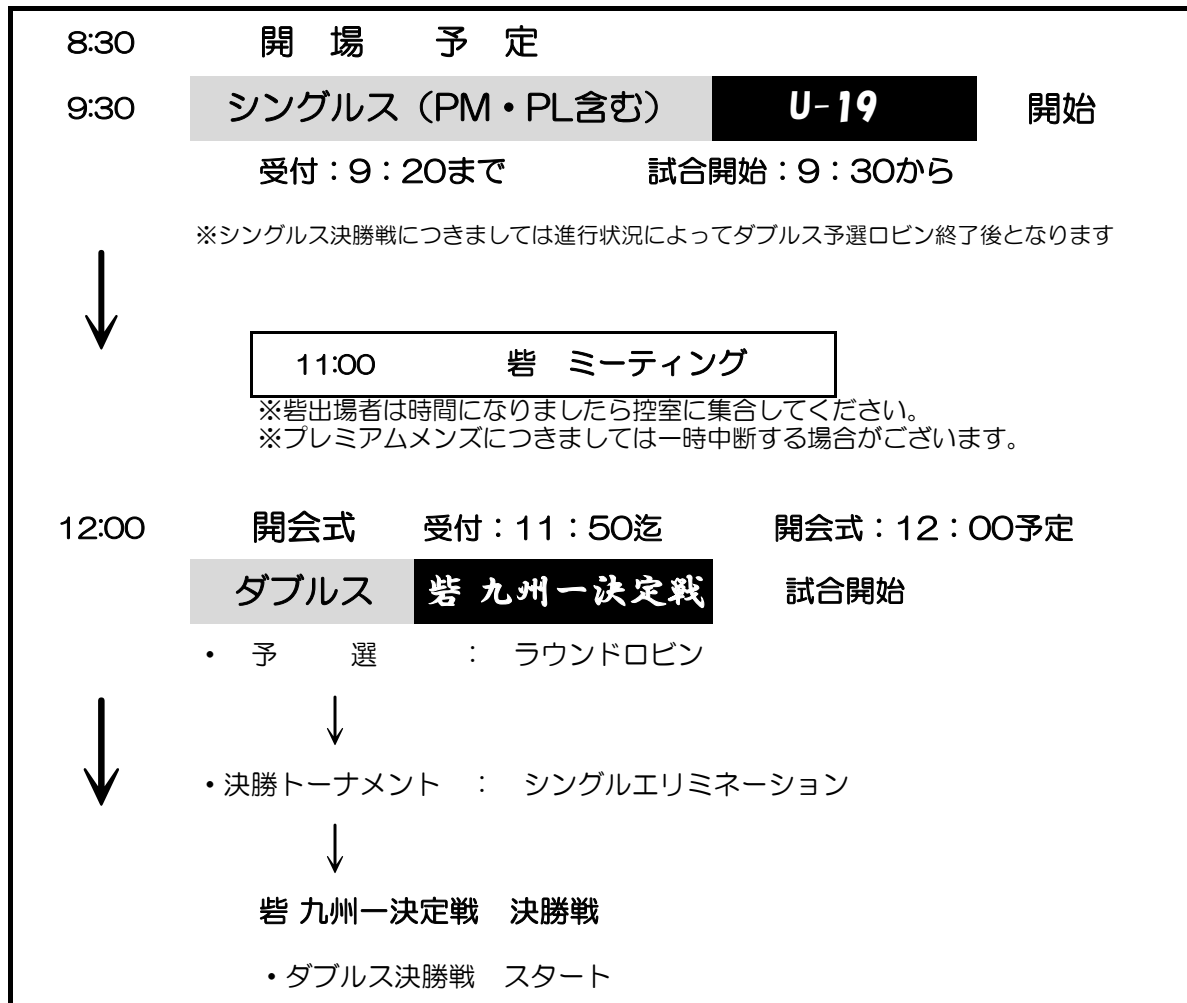 8:30 開 場 予 定
9:30 シングルス（PM・PL含む） U-19 開始
受付：9：20まで 試合開始：9：30から
※シングルス決勝戦につきましては進行状況によってダブルス予選ロビン終了後となります
11:00 砦 ミーティング
※砦出場者は時間になりましたら控室に集合してください。
※プレミアムメンズにつきましては一時中断する場合がございます。
12:00 開会式 受付：11：50迄 開会式：12：00予定
ダブルス 砦 九州一決定戦 試合開始
・ 予 選 ： ラウンドロビン
↓
・決勝トーナメント ： シングルエリミネーション
↓
砦 九州一決定戦 決勝戦
・ダブルス決勝戦 スタート